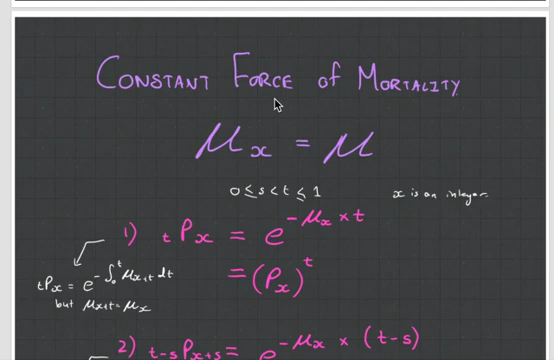 CONSTANT FORCE of MORTALITY
μx = μ
0 ≤ s < t ≤ 1
x is an integer.
1) tPx = e^(-μx × t)
= (Px)^t
tPx = e^(-∫₀ᵗ μx+t dt)
but μx+t = μx
2) t-sPx+s = e^(-μx × (t-s))